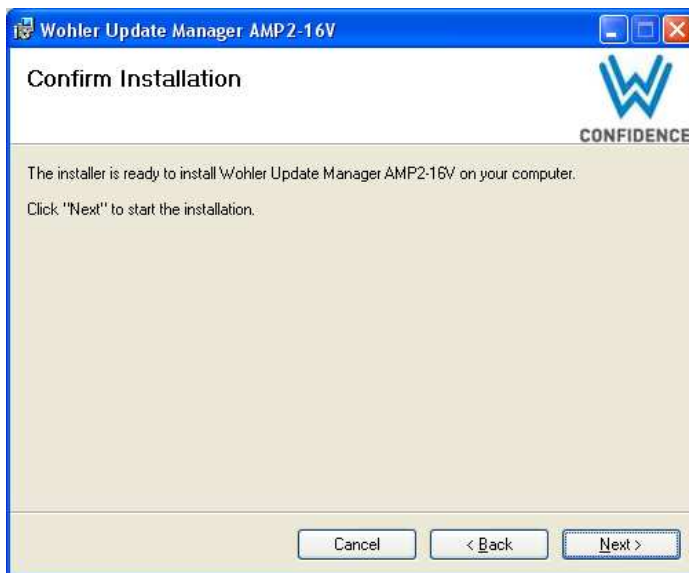 Wohler Update Manager AMP2-16V
Confirm Installation
CONFIDENCE
The installer is ready to install Wohler Update Manager AMP2-16V on your computer.
Click "Next" to start the installation.
Cancel
< Back
Next >